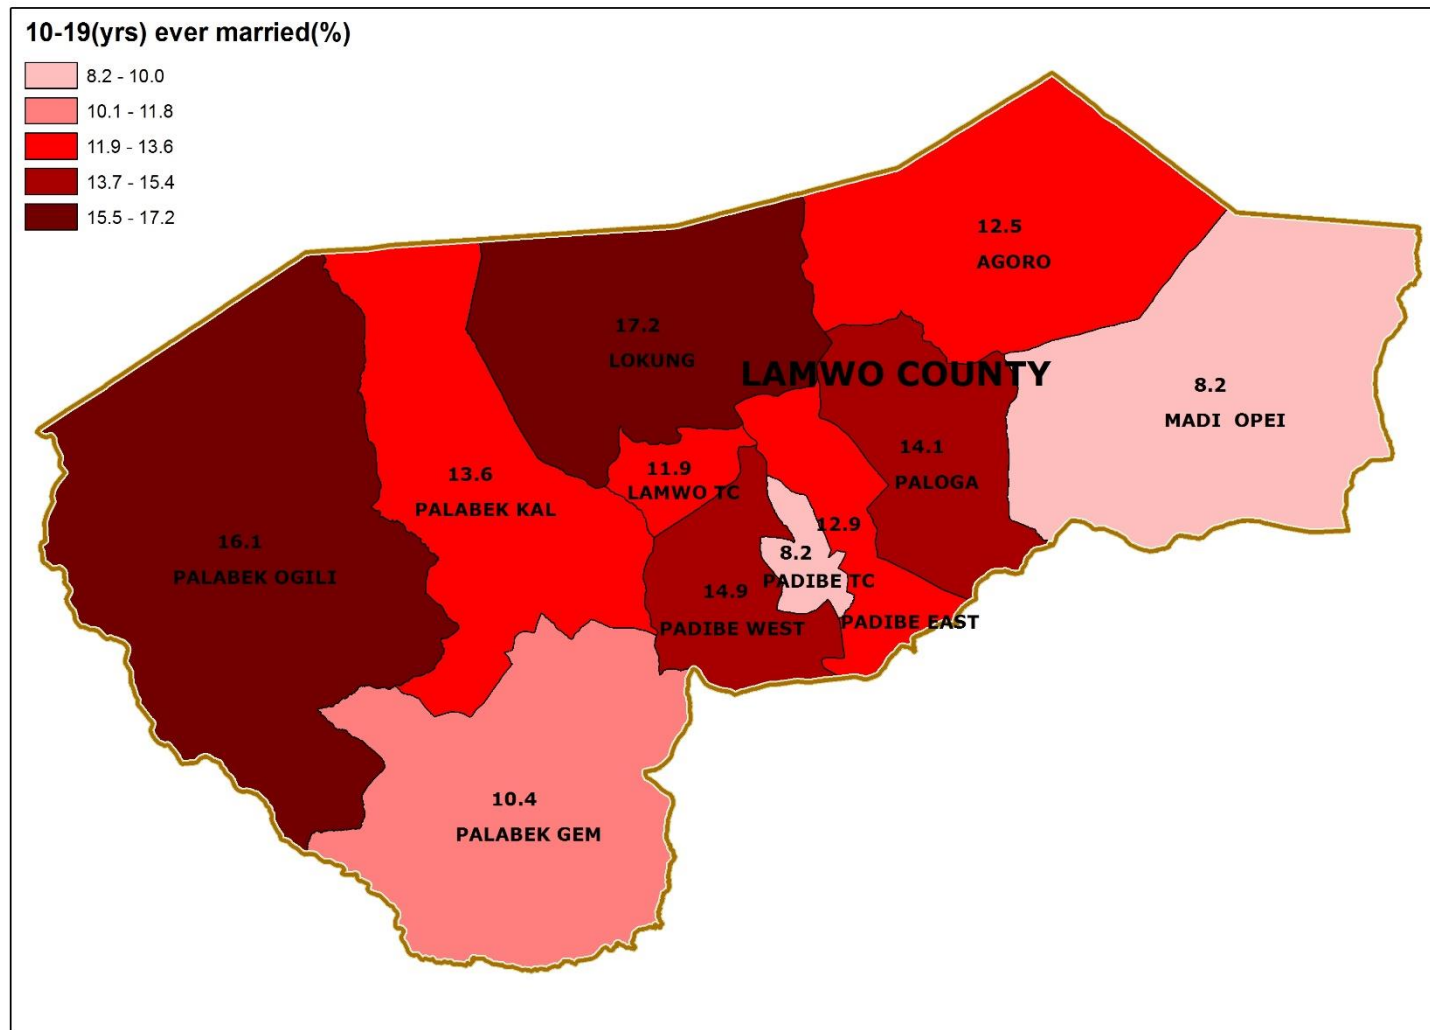 10-19(yrs) ever married(%)
8.2 - 10.0
10.1 - 11.8
11.9 - 13.6
13.7 - 15.4
15.5 - 17.2
12.5
AGORO
17.2
LOKUNG
LAMWO COUNTY
8.2
MADI OPEI
14.1
PALOGA
11.9
LAMWO TC
13.6
PALABEK KAL
12.9
16.1
PALABEK OGILI
8.2
PADIBE TC
14.9
PADIBE WEST
PADIBE EAST
10.4
PALABEK GEM